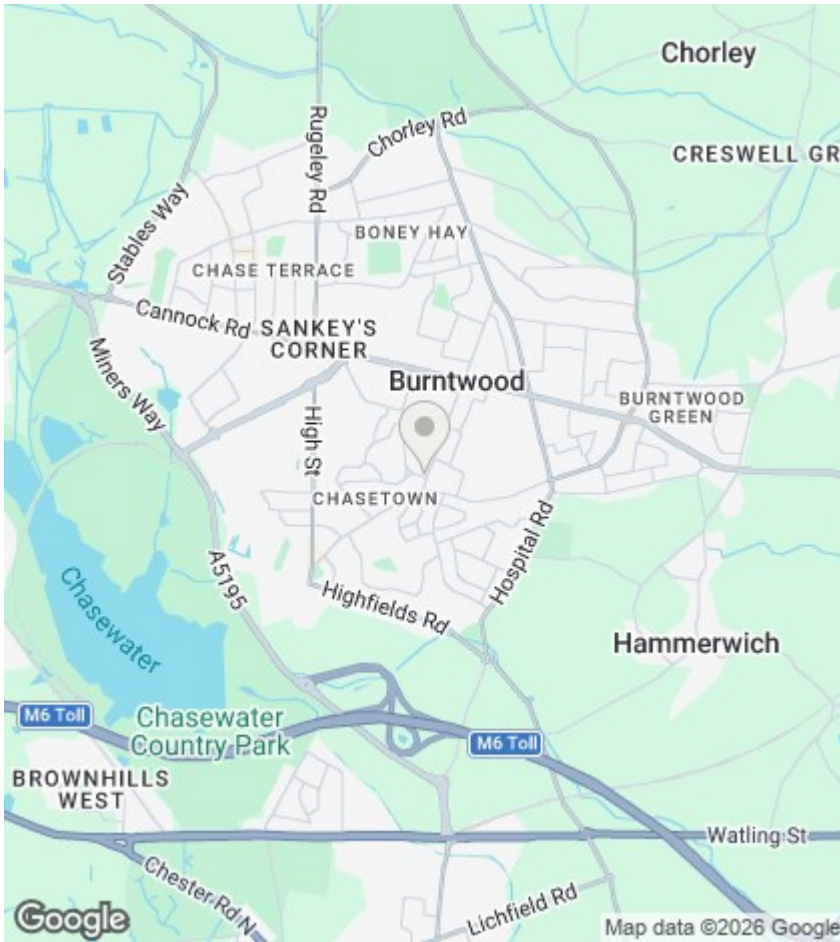 Chorley
Rugeley Rd
Chorley Rd
CRESWELL GR
Stables Way
BONEY HAY
CHASE TERRACE
Cannock Rd
SANKEY'S
CORNER
Miners Way
Burntwood
BURNTWOOD
GREEN
High St
CHASETOWN
Hospital Rd
A5195
Chasewater
Highfields Rd
Hammerwich
M6 Toll
Chasewater
Country Park
M6 Toll
BROWNHILLS
WEST
Watling St
Chester Rd N
Lichfield Rd
Google
Map data ©2026 Google